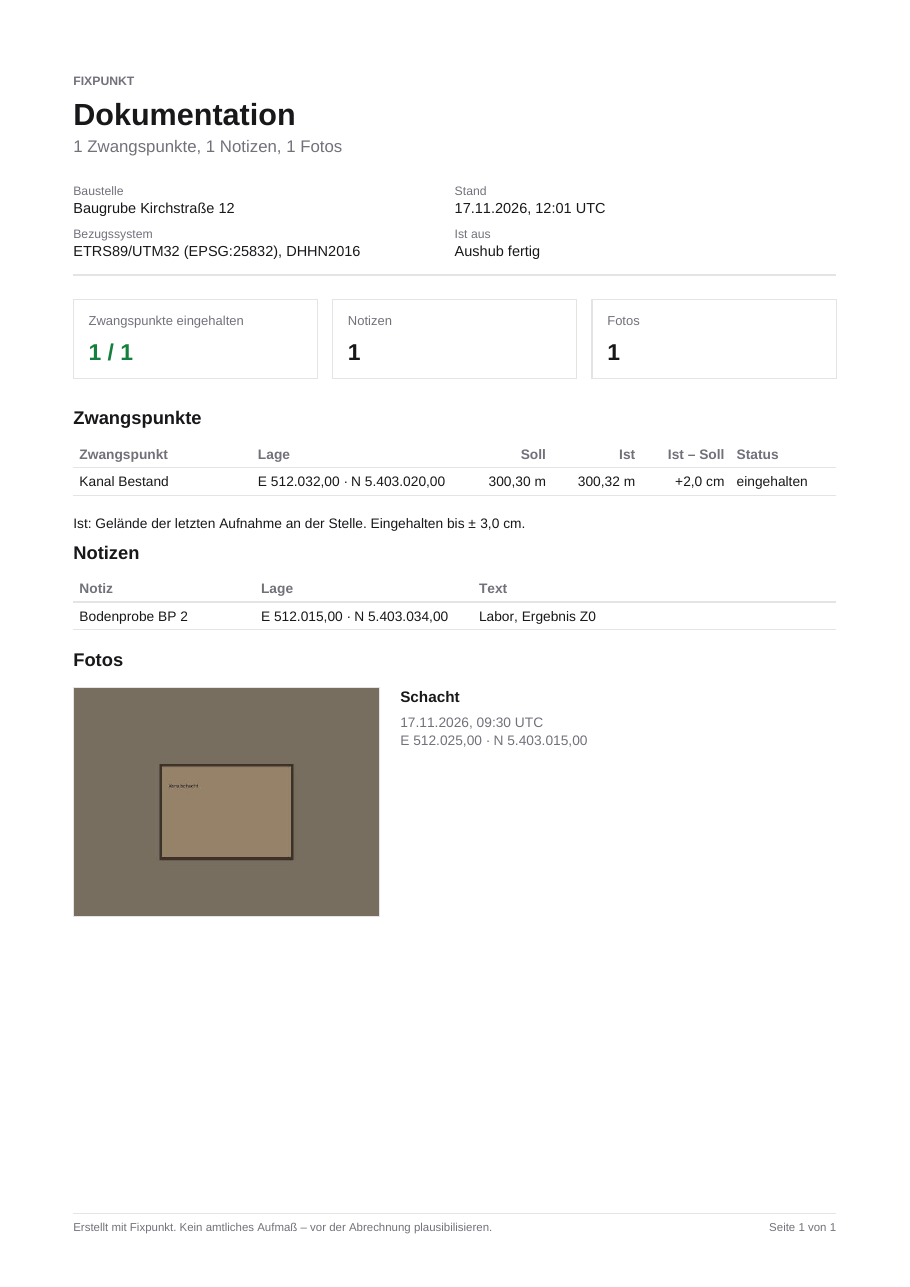 FIXPUNKT
Dokumentation
1 Zwangspunkte, 1 Notizen, 1 Fotos
Baustelle
Baugrube Kirchstraße 12
Stand
17.11.2026, 12:01 UTC
Bezugssystem
ETRS89/UTM32 (EPSG:25832), DHHN2016
Ist aus
Aushub fertig
Zwangspunkte eingehalten
1 / 1
Notizen
1
Fotos
1
Zwangspunkte
Zwangspunkt Lage Soll Ist Ist – Soll Status
Kanal Bestand E 512.032,00 · N 5.403.020,00 300,30 m 300,32 m +2,0 cm eingehalten
Ist: Gelände der letzten Aufnahme an der Stelle. Eingehalten bis ± 3,0 cm.
Notizen
Notiz Lage Text
Bodenprobe BP 2 E 512.015,00 · N 5.403.034,00 Labor, Ergebnis Z0
Fotos
Schacht
17.11.2026, 09:30 UTC
E 512.025,00 · N 5.403.015,00
Erstellt mit Fixpunkt. Kein amtliches Aufmaß – vor der Abrechnung plausibilisieren.
Seite 1 von 1